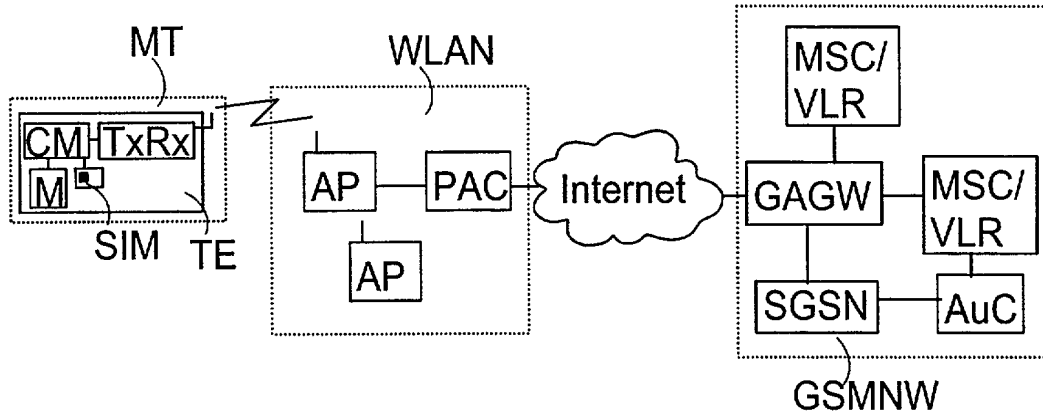 MT
WLAN
MSC/
VLR
CM
TxRx
M
AP
PAC
Internet
GAGW
MSC/
VLR
SIM
TE
AP
SGSN
AuC
GSMNW